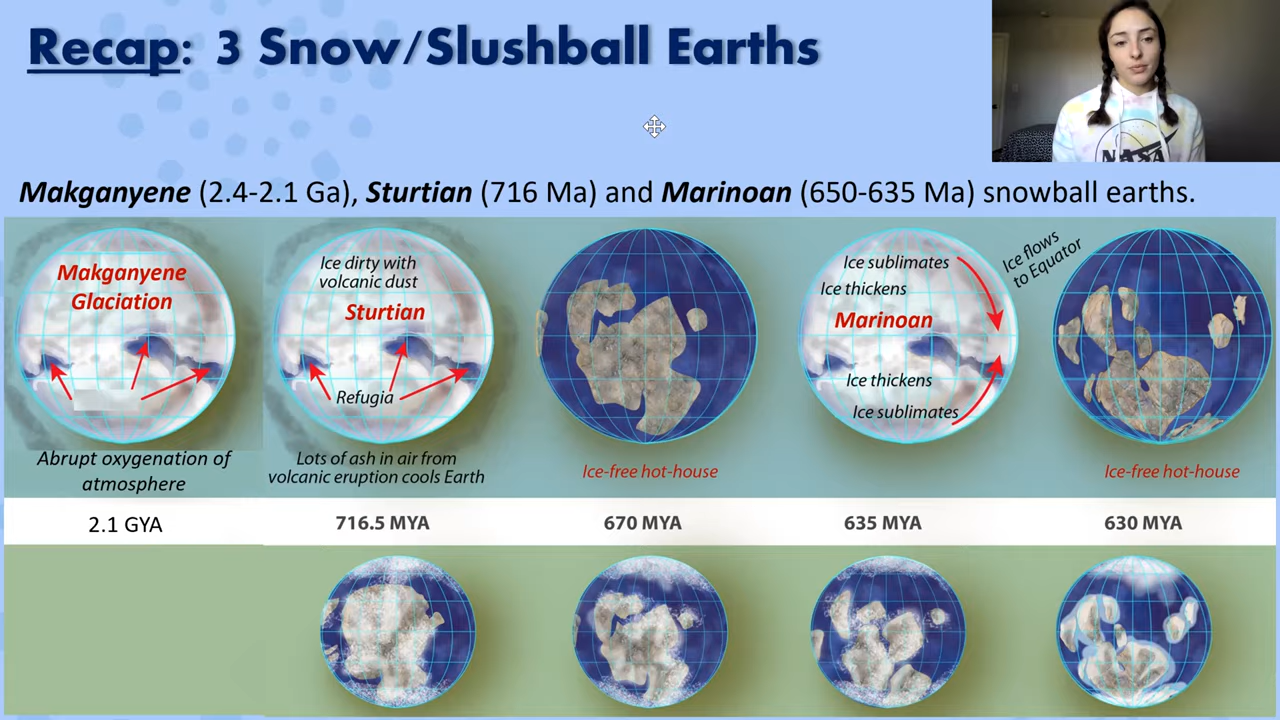 Recap: 3 Snow/Slushball Earths
NASA
Makganyene (2.4-2.1 Ga), Sturtian (716 Ma) and Marinoan (650-635 Ma) snowball earths.
Makganyene
Glaciation
Abrupt oxygenation of
atmosphere
Ice dirty with
volcanic dust
Sturtian
Refugia
Lots of ash in air from
volcanic eruption cools Earth
Ice-free hot-house
Ice sublimates
Ice thickens
Marinoan
Ice thickens
Ice sublimates
Ice flows
to Equator
Ice-free hot-house
2.1 GYA
716.5 MYA
670 MYA
635 MYA
630 MYA